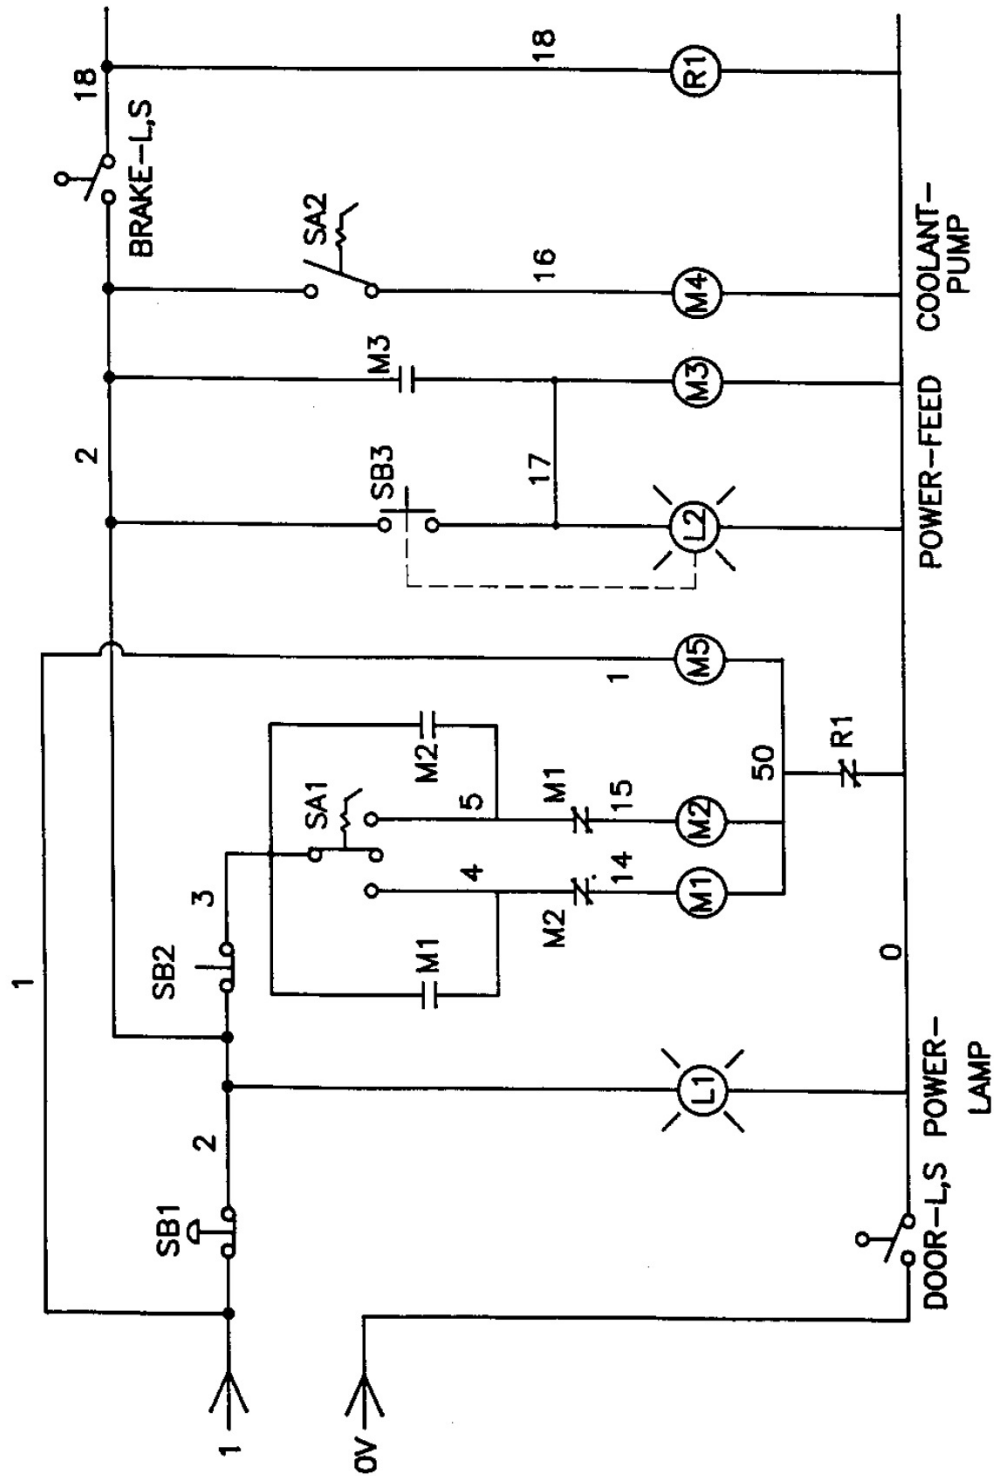 1
0V
1
SB1
2
SB2
3
2
BRAKE-L,S
18
SA1
M1
M2
4
5
M2
M1
14
15
M1
M2
M5
1
50
R1
L1
SB3
M3
17
L2
M3
SA2
16
M4
18
R1
0
DOOR-L,S
POWER-
LAMP
POWER-FEED
COOLANT-
PUMP